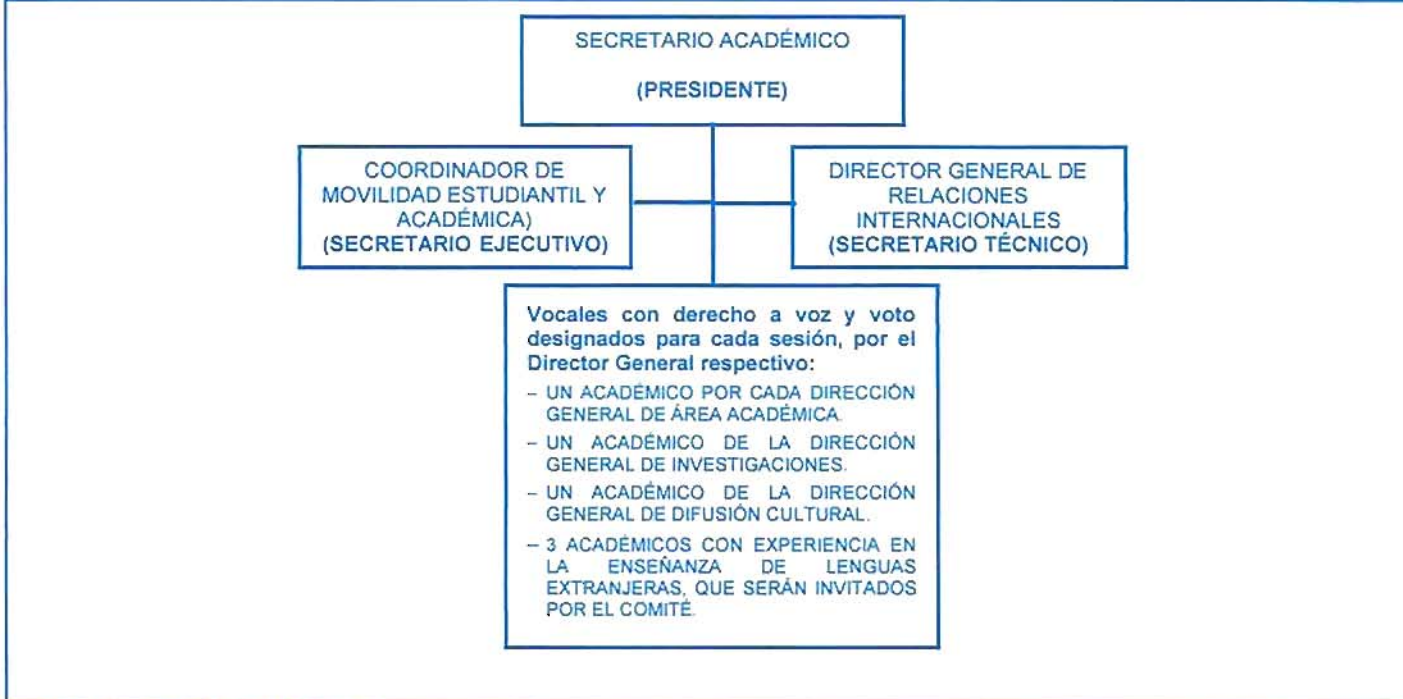 SECRETARIO ACADÉMICO
(PRESIDENTE)
COORDINADOR DE
MOVILIDAD ESTUDIANTIL Y
ACADÉMICA)
(SECRETARIO EJECUTIVO)
DIRECTOR GENERAL DE
RELACIONES
INTERNACIONALES
(SECRETARIO TÉCNICO)
Vocales con derecho a voz y voto
designados para cada sesión, por el
Director General respectivo:
– UN ACADÉMICO POR CADA DIRECCIÓN
GENERAL DE ÁREA ACADÉMICA.
– UN ACADÉMICO DE LA DIRECCIÓN
GENERAL DE INVESTIGACIONES.
– UN ACADÉMICO DE LA DIRECCIÓN
GENERAL DE DIFUSIÓN CULTURAL.
– 3 ACADÉMICOS CON EXPERIENCIA EN
LA ENSEÑANZA DE LENGUAS
EXTRANJERAS, QUE SERÁN INVITADOS
POR EL COMITÉ.